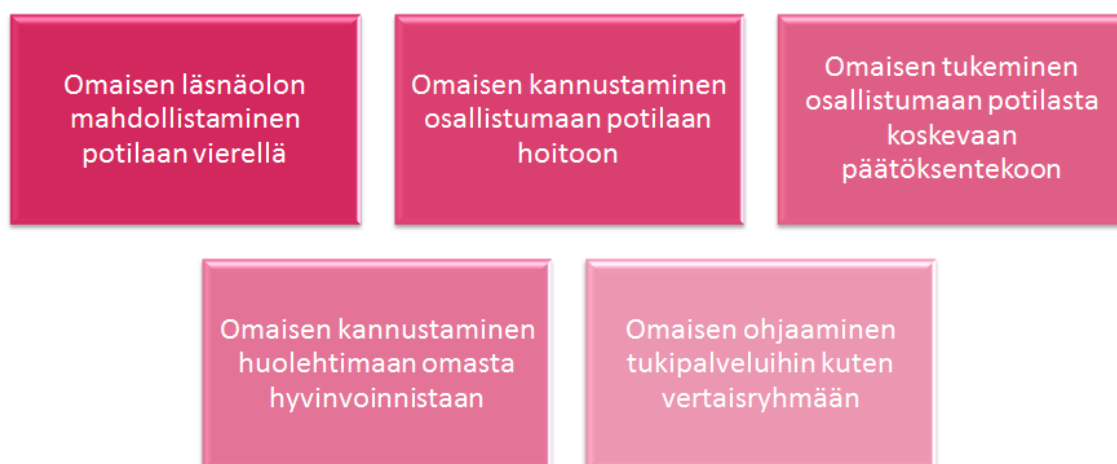 Omaisen läsnäolon
mahdollistaminen
potilaan vierellä
Omaisen kannustaminen
osallistumaan potilaan
hoitoon
Omaisen tukeminen
osallistumaan potilasta
koskevaan
päätöksentekoon
Omaisen kannustaminen
huolehtimaan omasta
hyvinvoinnistaan
Omaisen ohjaaminen
tukipalveluihin kuten
vertaisryhmään